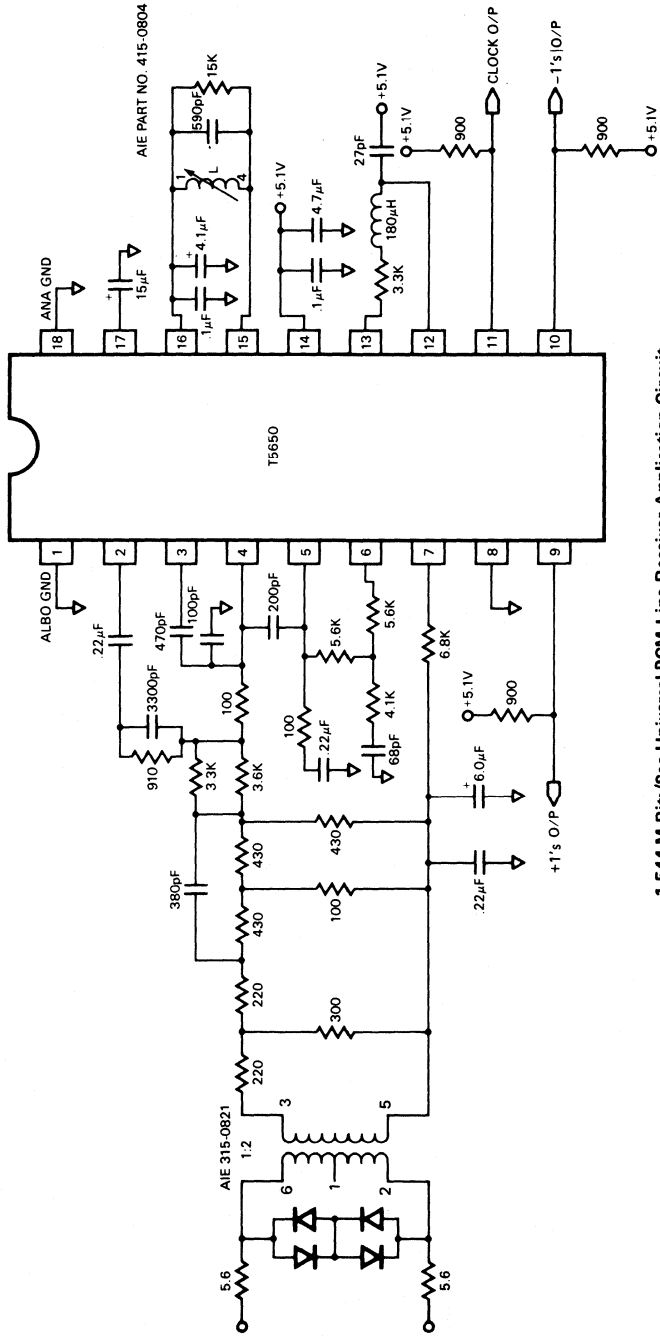 ALBO GND
1
2
3
4
5
6
7
8
9
T5650
18
17
16
15
14
13
12
11
10
ANA GND
+
15µF
+
4.1µF
.1µF
1
L
4
590pF
15K
AIE PART NO. 415-0804
+5.1V
4.7µF
.1µF
3.3K
180µH
27pF
+5.1V
+5.1V
900
CLOCK O/P
-1's O/P
900
+5.1V
.22µF
3300pF
910
470pF
100pF
100
3.3K
3.6K
380pF
200pF
5.6K
5.6K
100
.22µF
4.1K
68pF
6.8K
430
430
430
100
220
220
300
+5.1V
900
+1's O/P
+
6.0µF
.22µF
AIE 315-0821
1:2
3
5
6
1
2
5.6
5.6
1.544 M Bits/Sec Universal PCM Line Receiver Application Circuit